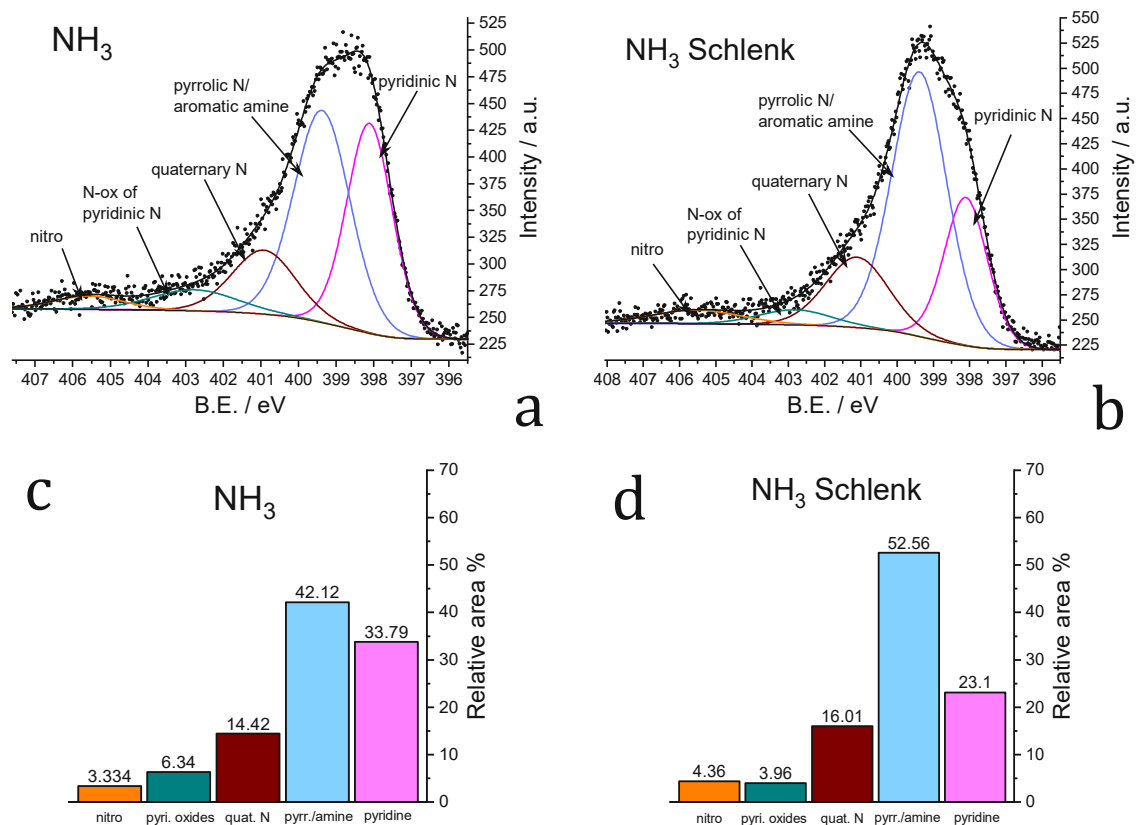 NH3
pyrrolic N/
aromatic amine
pyridinic N
quaternary N
N-ox of
pyridinic N
nitro
500
475
450
425
400
375
350
325
300
275
250
225
Intensity / a.u.
407 406 405 404 403 402 401 400 399 398 397 396
B.E. / eV
a
NH3 Schlenk
pyrrolic N/
aromatic amine
pyridinic N
quaternary N
N-ox of
pyridinic N
nitro
550
525
500
475
450
425
400
375
350
325
300
275
250
225
Intensity / a.u.
408 407 406 405 404 403 402 401 400 399 398 397 396
B.E. / eV
b
c
NH3
70
60
50
40
30
20
10
0
Relative area %
3.334
6.34
14.42
42.12
33.79
nitro pyri. oxides quat. N pyrr./amine pyridine
d
NH3 Schlenk
70
60
50
40
30
20
10
0
Relative area %
4.36
3.96
16.01
52.56
23.1
nitro pyri. oxides quat. N pyrr./amine pyridine